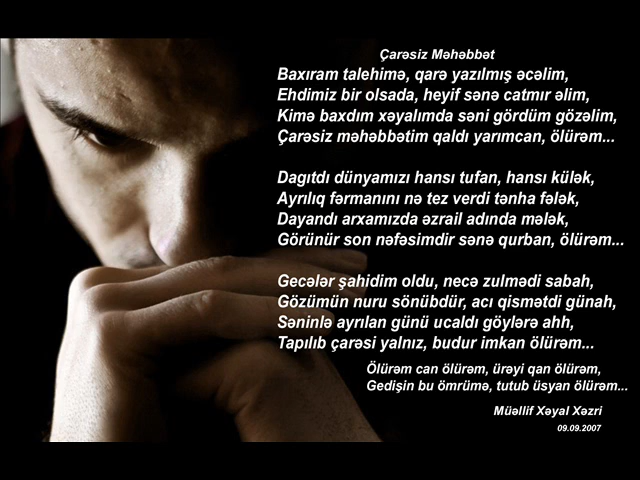 Çarəsiz Məhəbbət
Baxıram talehimə, qarə yazılmış əcəlim,
Ehdimiz bir olsada, heyif sənə catmır əlim,
Kimə baxdım xəyalımda səni gördüm gözəlim,
Çarəsiz məhəbbətim qaldı yarımcan, ölürəm...
Dagıtdı dünyamızı hansı tufan, hansı külək,
Ayrılıq fərmanını nə tez verdi tənha fələk,
Dayandı arxamızda əzrail adında mələk,
Görünür son nəfəsimdir sənə qurban, ölürəm...
Gecələr şahidim oldu, necə zulmədi sabah,
Gözümün nuru sönübdür, acı qismətdi günah,
Səninlə ayrılan günü ucaldı göylərə ahh,
Tapılıb çarəsi yalnız, budur imkan ölürəm...
Ölürəm can ölürəm, ürəyi qan ölürəm,
Gedişin bu ömrümə, tutub üsyan ölürəm...
Müəllif Xəyal Xəzri
09.09.2007